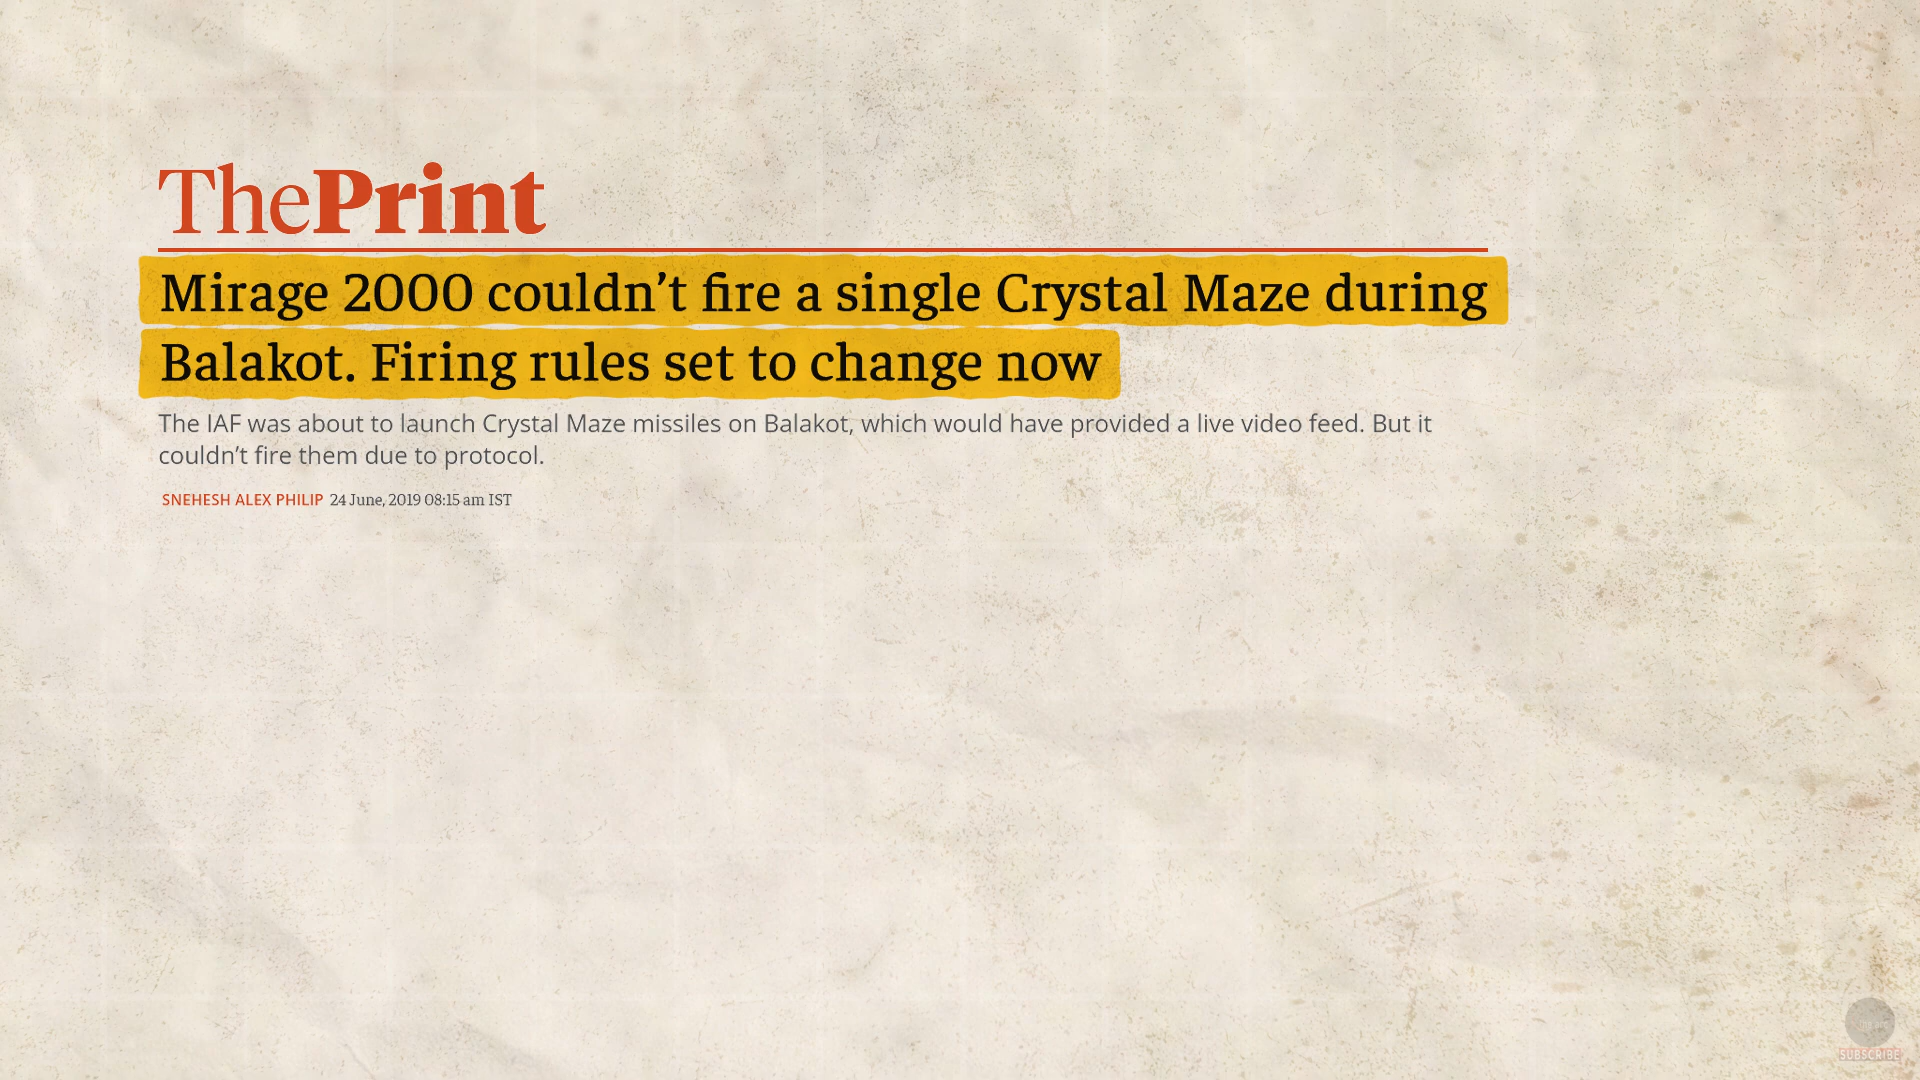 ThePrint
Mirage 2000 couldn’t fire a single Crystal Maze during
Balakot. Firing rules set to change now
The IAF was about to launch Crystal Maze missiles on Balakot, which would have provided a live video feed. But it
couldn’t fire them due to protocol.
SNEHESH ALEX PHILIP 24 June, 2019 08:15 am IST
SUBSCRIBE